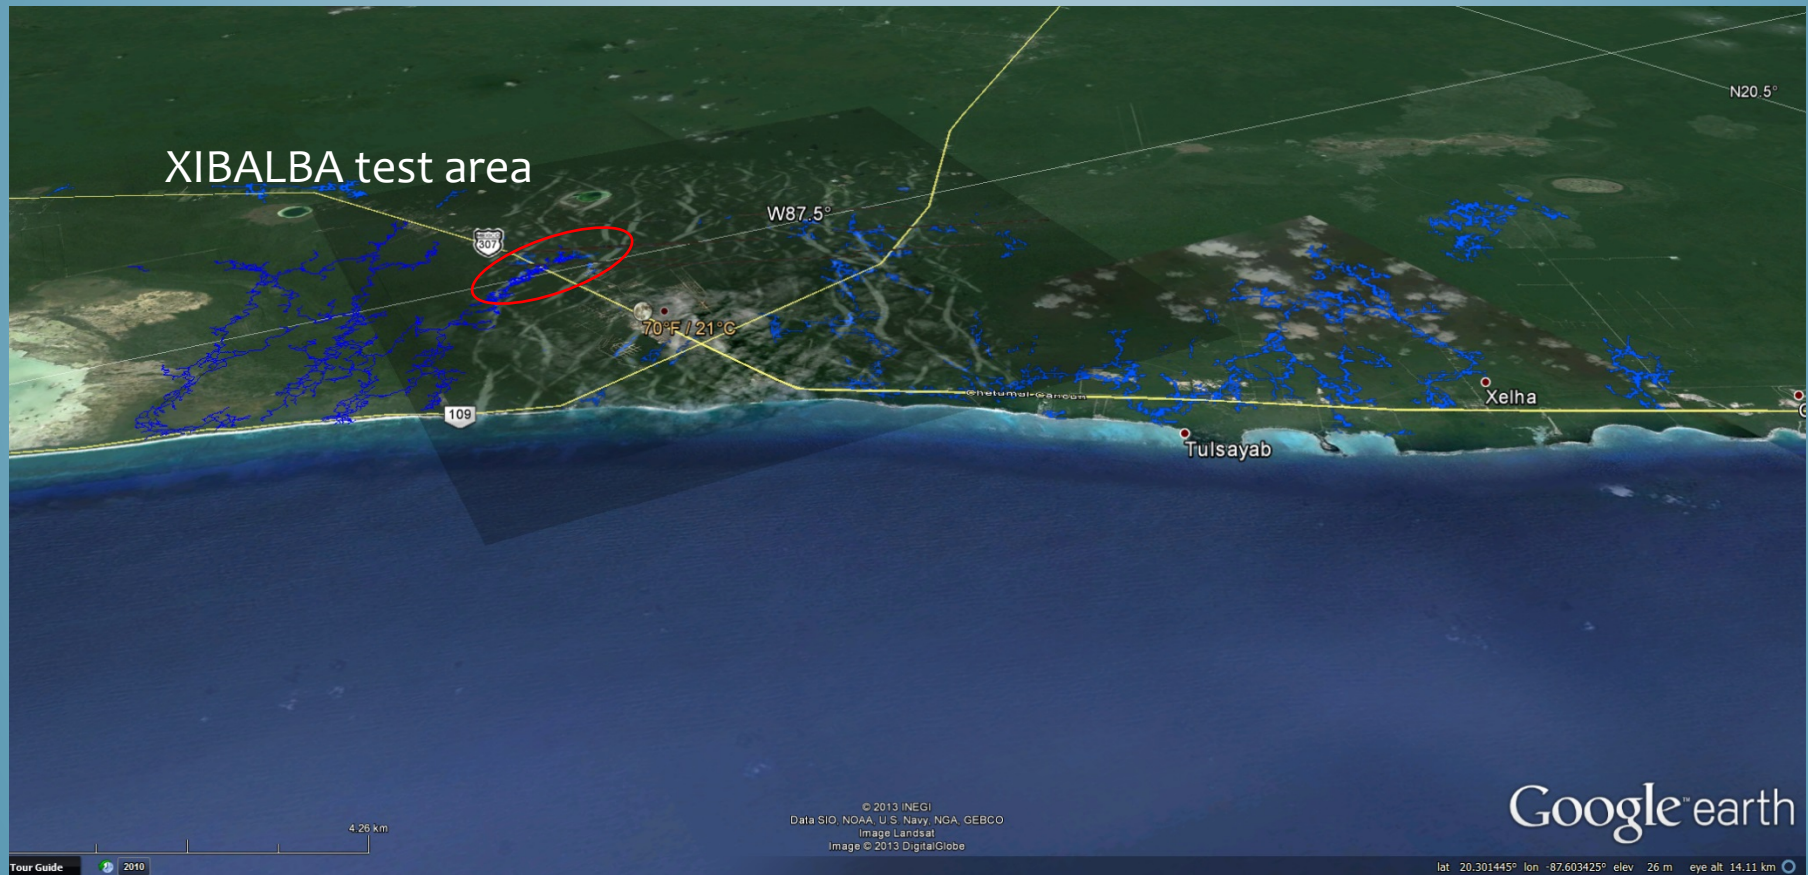 N20.5°
XIBALBA test area
W87.5°
307
70°F / 21°C
Chetumal-Cancun
Xelha
109
Tulsayab
Google earth
© 2013 INEGI
Data SIO, NOAA, U.S. Navy, NGA, GEBCO
Image Landsat
Image © 2013 DigitalGlobe
4.26 km
Tour Guide
2010
lat 20.301445° lon -87.603425° elev 26 m eye alt 14.11 km